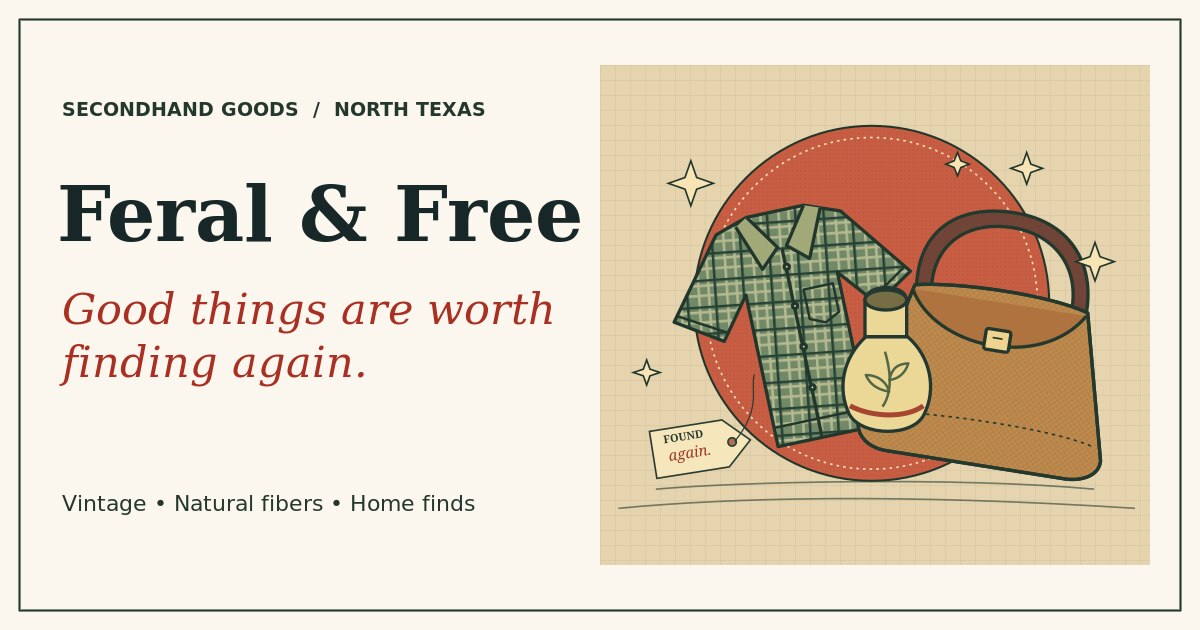 SECONDHAND GOODS / NORTH TEXAS
Feral & Free
Good things are worth
finding again.
Vintage • Natural fibers • Home finds
FOUND
again.